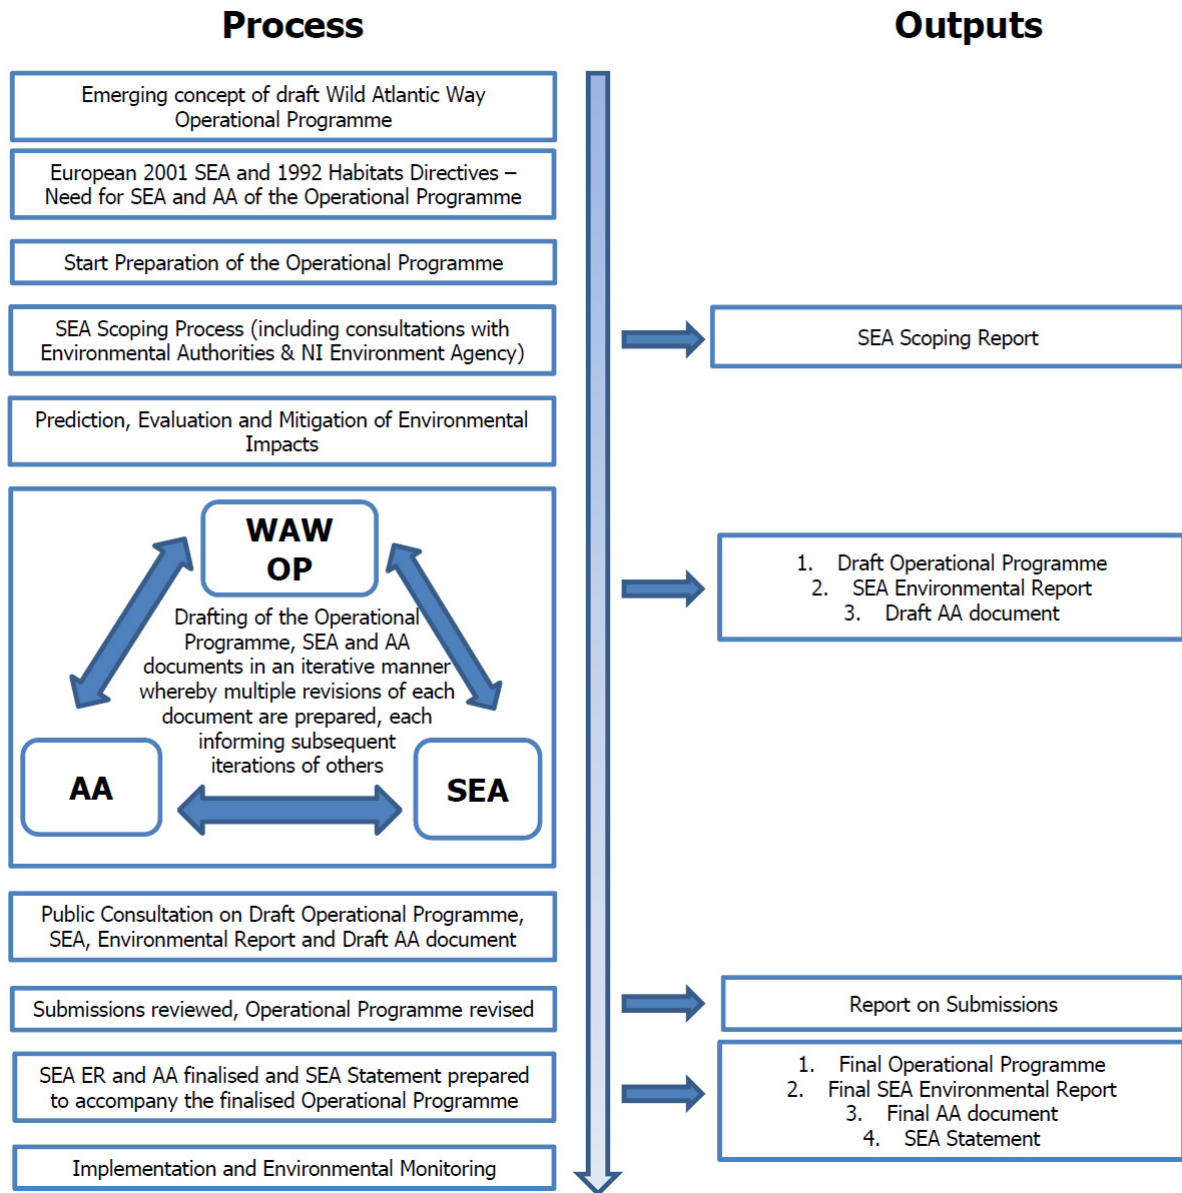 Process
Outputs
Emerging concept of draft Wild Atlantic Way
Operational Programme
European 2001 SEA and 1992 Habitats Directives –
Need for SEA and AA of the Operational Programme
Start Preparation of the Operational Programme
SEA Scoping Process (including consultations with
Environmental Authorities & NI Environment Agency)
SEA Scoping Report
Prediction, Evaluation and Mitigation of Environmental
Impacts
WAW
OP
Drafting of the Operational
Programme, SEA and AA
documents in an iterative manner
whereby multiple revisions of each
document are prepared, each
informing subsequent
iterations of others
AA
SEA
1. Draft Operational Programme
2. SEA Environmental Report
3. Draft AA document
Public Consultation on Draft Operational Programme,
SEA, Environmental Report and Draft AA document
Submissions reviewed, Operational Programme revised
Report on Submissions
SEA ER and AA finalised and SEA Statement prepared
to accompany the finalised Operational Programme
1. Final Operational Programme
2. Final SEA Environmental Report
3. Final AA document
4. SEA Statement
Implementation and Environmental Monitoring